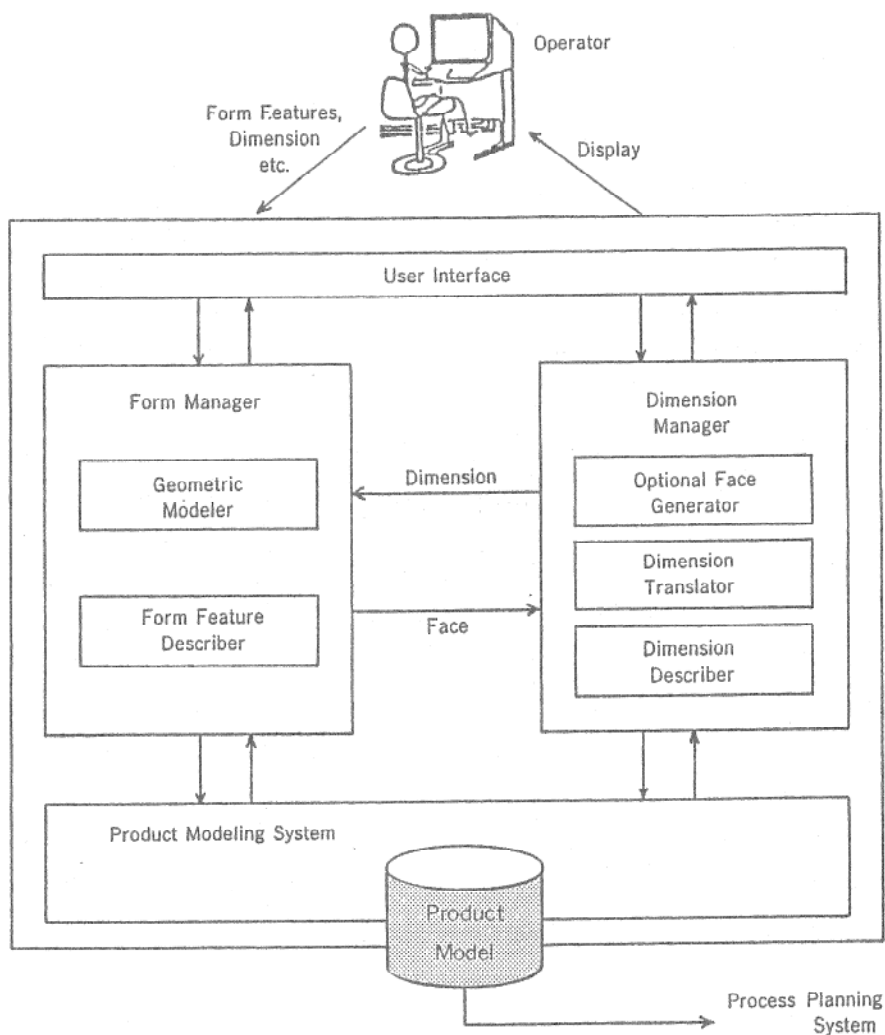 Operator
Form Features,
Dimension
etc.
Display
User Interface
Form Manager
Geometric
Modeler
Form Feature
Describer
Dimension
Face
Dimension
Manager
Optional Face
Generator
Dimension
Translator
Dimension
Describer
Product Modeling System
Product
Model
Process Planning
System